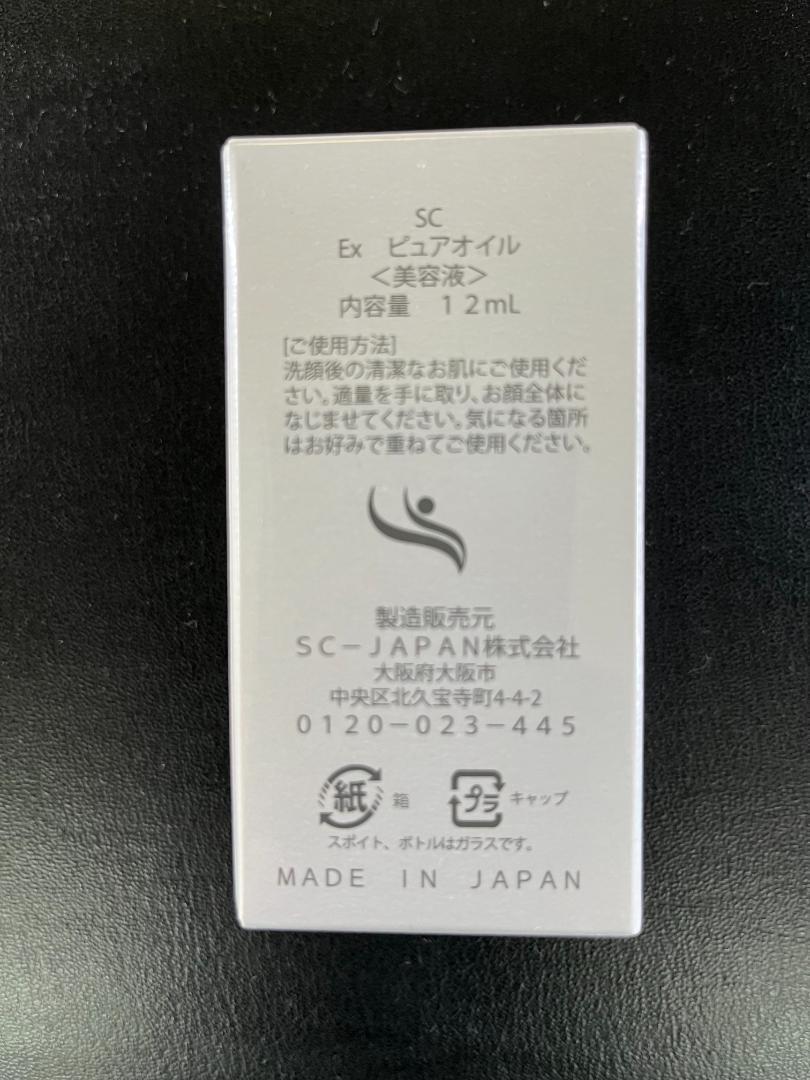 SC
Ex　ピュアオイル
＜美容液＞
内容量　１２mL
[ご使用方法]
洗顔後の清潔なお肌にご使用くだ
さい。適量を手に取り、お顔全体に
なじませてください。気になる箇所
はお好みで重ねてご使用ください。
製造販売元
ＳＣ－ＪＡＰＡＮ株式会社
大阪府大阪市
中央区北久宝寺町4-4-2
０１２０－０２３－４４５
紙 箱 プラ キャップ
スポイト、ボトルはガラスです。
ＭＡＤＥ　ＩＮ　ＪＡＰＡＮ